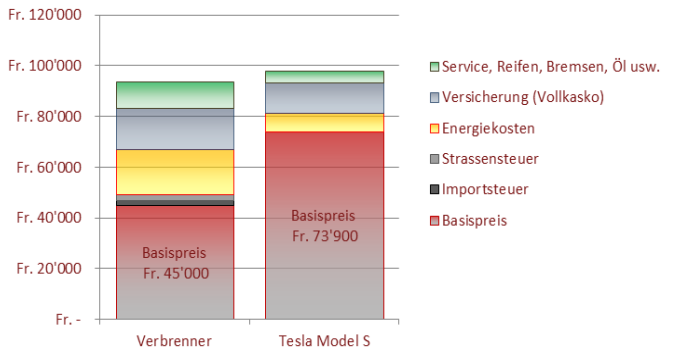 Fr. 120'000
Fr. 100'000
Fr. 80'000
Fr. 60'000
Fr. 40'000
Fr. 20'000
Fr. -
Basispreis
Fr. 45'000
Basispreis
Fr. 73'900
Verbrenner
Tesla Model S
Service, Reifen, Bremsen, Öl usw.
Versicherung (Vollkasko)
Energiekosten
Strassensteuer
Importsteuer
Basispreis